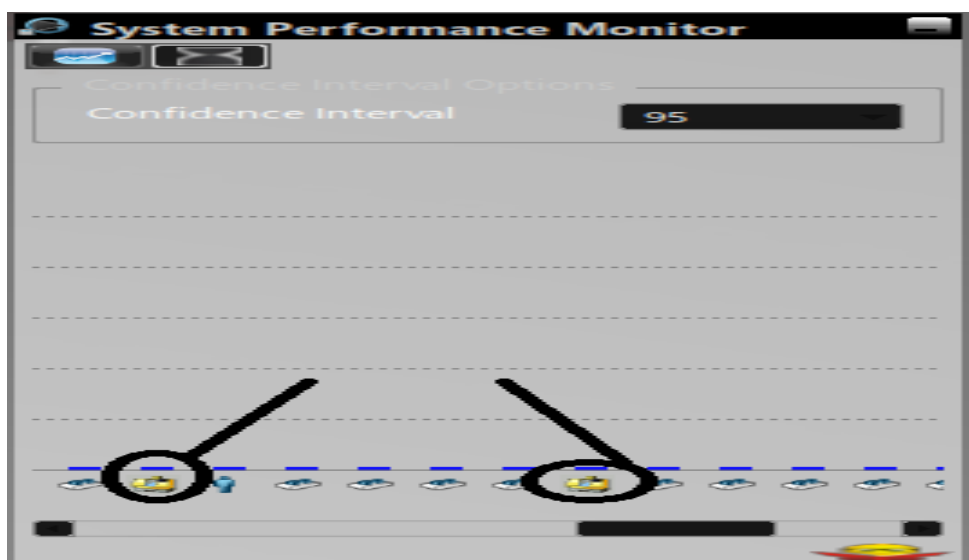 System Performance Monitor
Confidence Interval Options
Confidence Interval
95